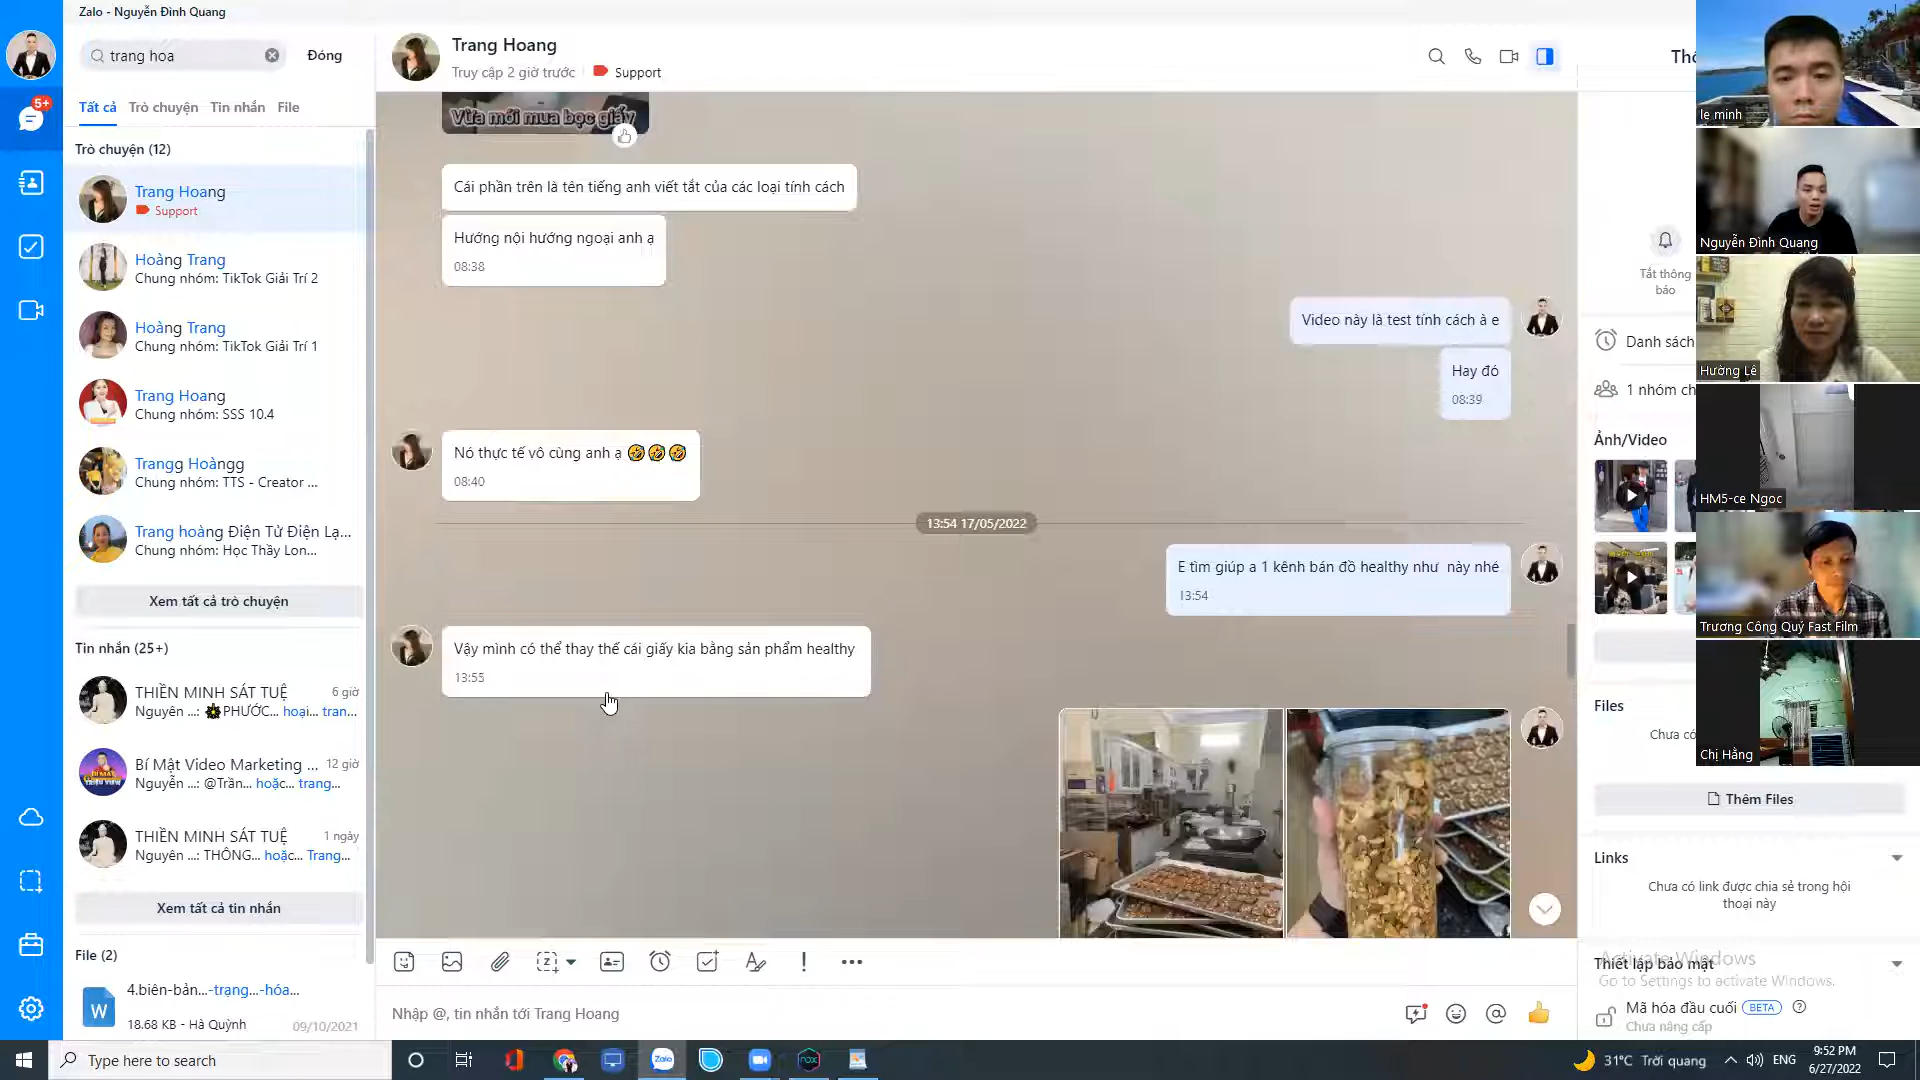 Zalo - Nguyễn Đình Quang
trang hoa
Đóng
Tất cả
Trò chuyện
Tin nhắn
File
5+
Trò chuyện (12)
Trang Hoang
Support
Hoàng Trang
Chung nhóm: TikTok Giải Trí 2
Hoàng Trang
Chung nhóm: TikTok Giải Trí 1
Trang Hoang
Chung nhóm: SSS 10.4
Trangg Hoàngg
Chung nhóm: TTS - Creator ...
Trang hoàng Điện Tử Điện Lạ...
Chung nhóm: Học Thầy Lon...
Xem tất cả trò chuyện
Tin nhắn (25+)
THIỀN MINH SÁT TUỆ
6 giờ
Nguyên ...: PHƯỚC... hoại... tran...
Bí Mật Video Marketing ...
12 giờ
Nguyễn ...: @Trần... hoặc... trang...
THIỀN MINH SÁT TUỆ
1 ngày
Nguyên ...: THÔNG... hoặc... Trang...
Xem tất cả tin nhắn
File (2)
4.biên-bản...-trạng...-hóa...
18.68 KB - Hà Quỳnh
09/10/2021
Trang Hoang
Truy cập 2 giờ trước
Support
Vừa mới mua bọc giấy
Cái phần trên là tên tiếng anh viết tắt của các loại tính cách
Hướng nội hướng ngoại anh ạ
08:38
Video này là test tính cách à e
Hay đó
08:39
Nó thực tế vô cùng anh ạ 🤣🤣🤣
08:40
13:54 17/05/2022
E tìm giúp a 1 kênh bán đồ healthy như  này nhé
13:54
Vậy mình có thể thay thế cái giấy kia bằng sản phẩm healthy
13:55
Nhập @, tin nhắn tới Trang Hoang
Tắt thông
báo
Danh sách
1 nhóm ch
Ảnh/Video
Files
Chưa có
Thêm Files
Links
Chưa có link được chia sẻ trong hội
thoại này
Thiết lập bảo mật
Activate Windows
Go to Settings to activate Windows.
Mã hóa đầu cuối
BETA
Chưa nâng cấp
le minh
Nguyễn Đình Quang
Hường Lê
HM5-ce Ngoc
Trương Công Quý Fast Film
Chị Hằng
Type here to search
Zalo
31°C
Trời quang
ENG
9:52 PM
6/27/2022